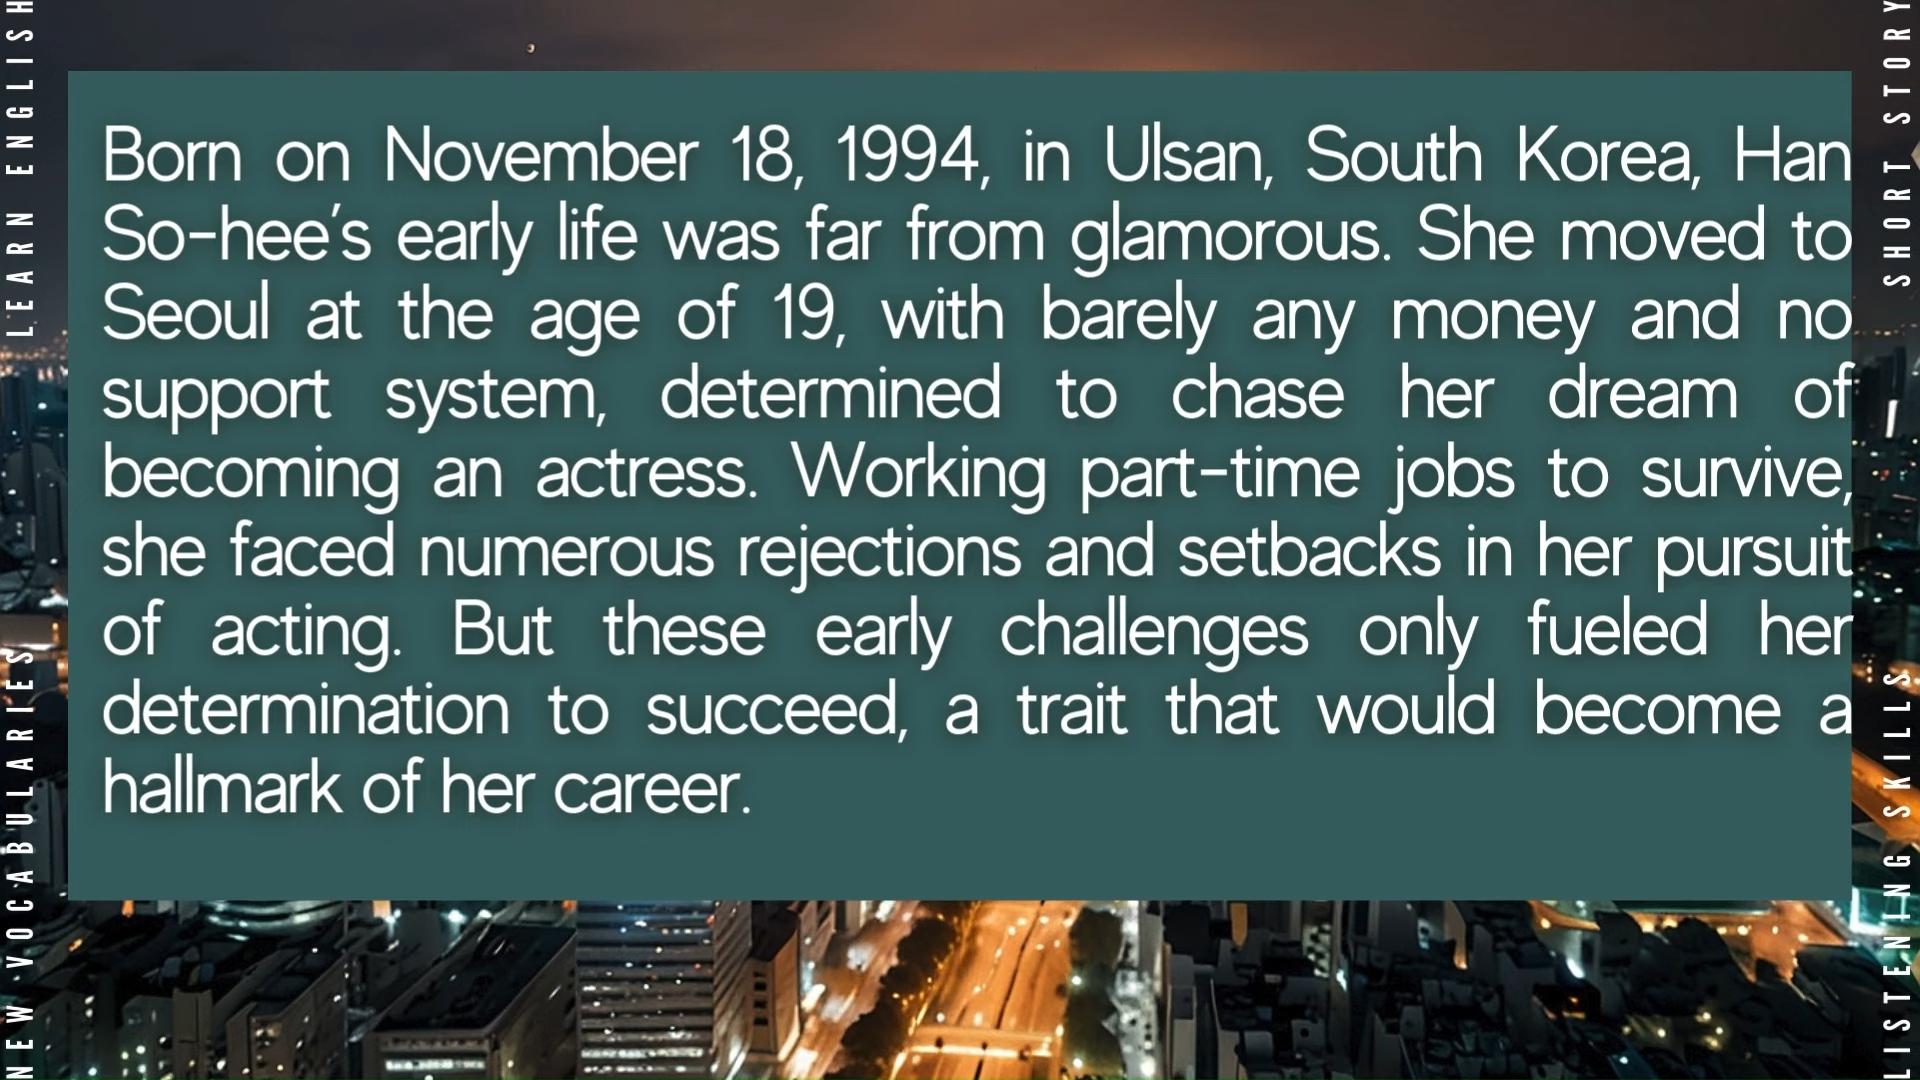 LEARN ENGLISH
SHORT STORY
Born on November 18, 1994, in Ulsan, South Korea, Han
So-hee's early life was far from glamorous. She moved to
Seoul at the age of 19, with barely any money and no
support system, determined to chase her dream of
becoming an actress. Working part-time jobs to survive,
she faced numerous rejections and setbacks in her pursuit
of acting. But these early challenges only fueled her
determination to succeed, a trait that would become a
hallmark of her career.
NEW VOCABULARIES
LISTENING SKILLS